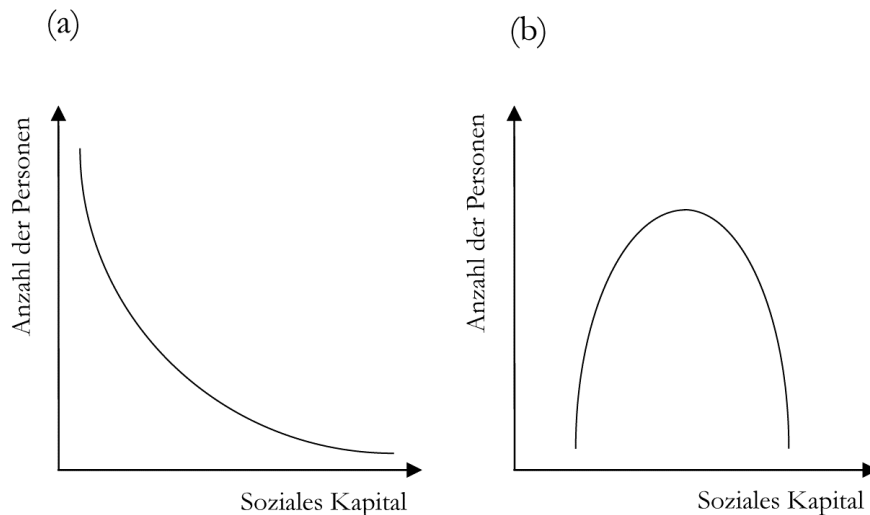 (a)
Anzahl der Personen
Soziales Kapital
(b)
Anzahl der Personen
Soziales Kapital